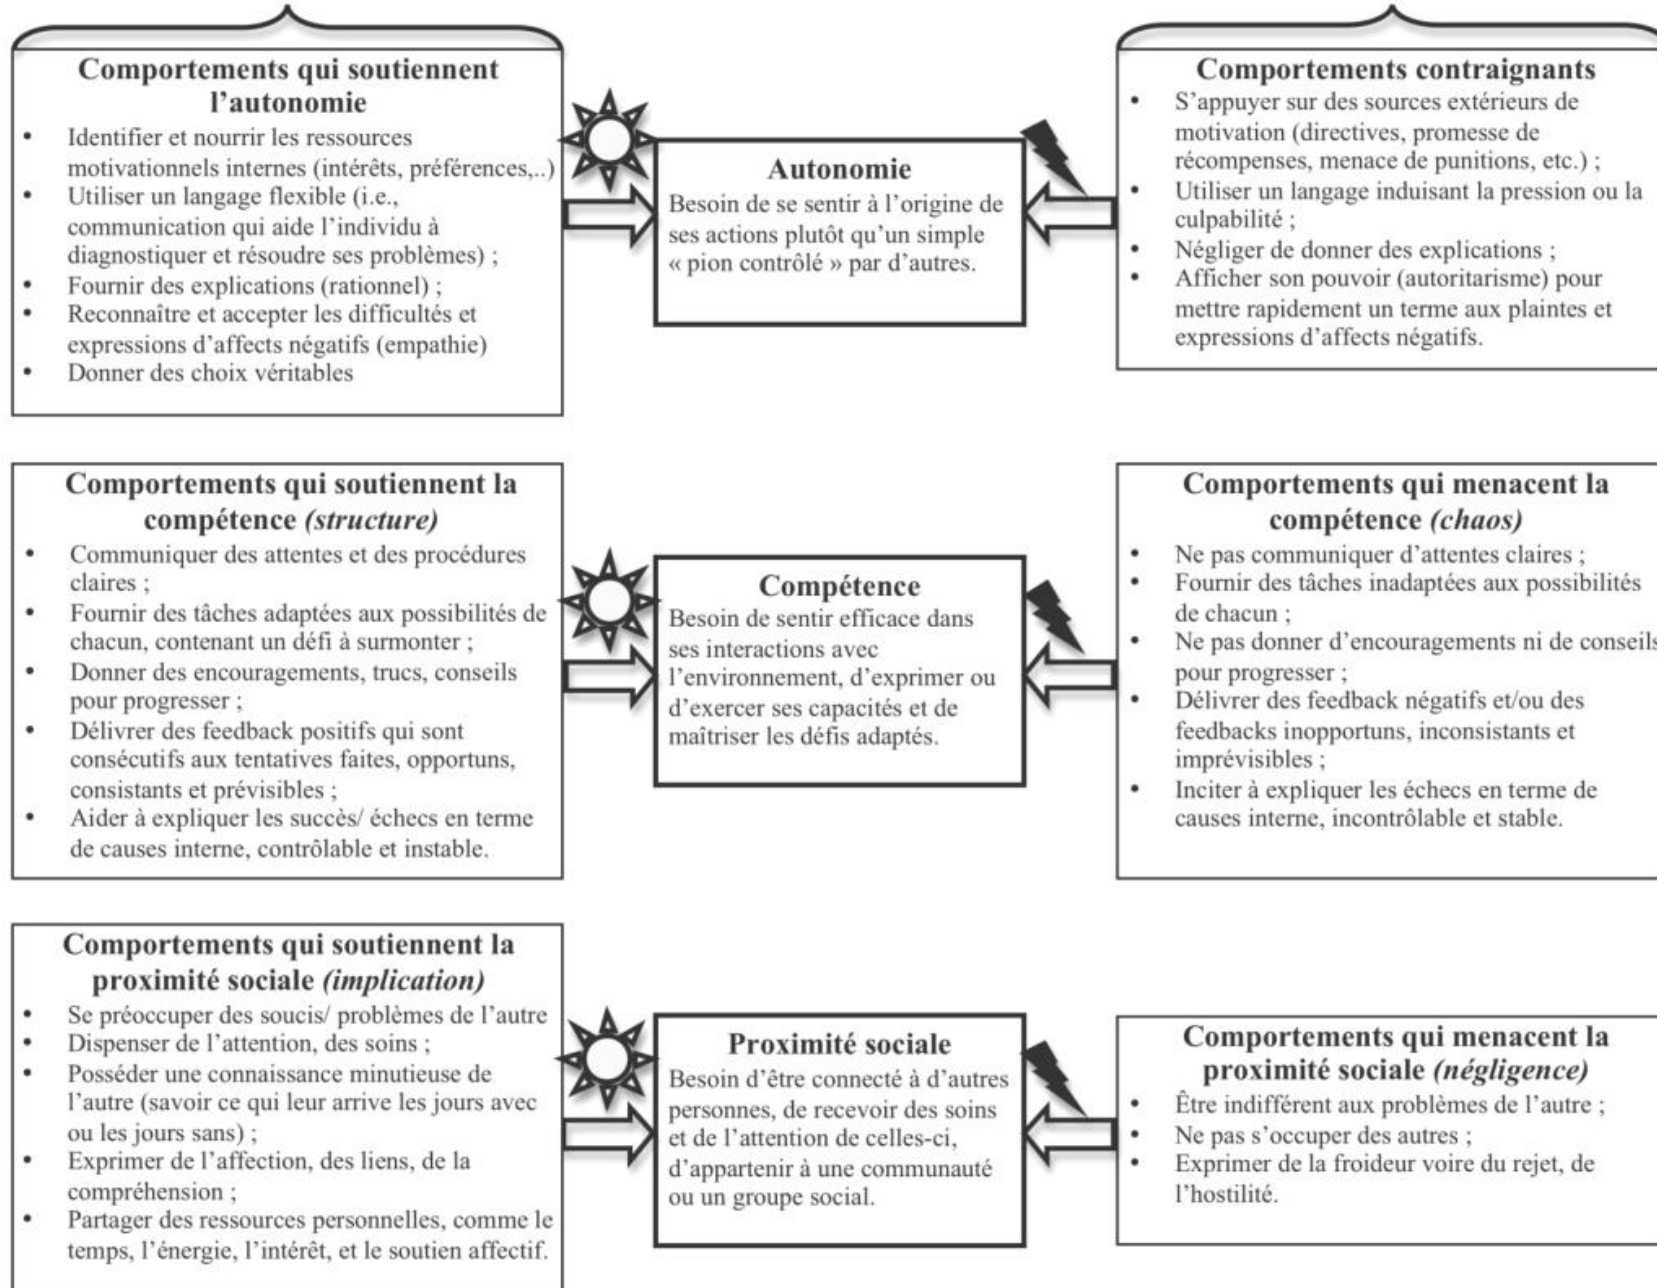 Comportements qui soutiennent
l’autonomie
• Identifier et nourrir les ressources
motivationnels internes (intérêts, préférences,..)
• Utiliser un langage flexible (i.e.,
communication qui aide l’individu à
diagnostiquer et résoudre ses problèmes) ;
• Fournir des explications (rationnel) ;
• Reconnaître et accepter les difficultés et
expressions d’affects négatifs (empathie)
• Donner des choix véritables
Autonomie
Besoin de se sentir à l’origine de
ses actions plutôt qu’un simple
« pion contrôlé » par d’autres.
Comportements contraignants
• S’appuyer sur des sources extérieurs de
motivation (directives, promesse de
récompenses, menace de punitions, etc.) ;
• Utiliser un langage induisant la pression ou la
culpabilité ;
• Négliger de donner des explications ;
• Afficher son pouvoir (autoritarisme) pour
mettre rapidement un terme aux plaintes et
expressions d’affects négatifs.
Comportements qui soutiennent la
compétence (structure)
• Communiquer des attentes et des procédures
claires ;
• Fournir des tâches adaptées aux possibilités de
chacun, contenant un défi à surmonter ;
• Donner des encouragements, trucs, conseils
pour progresser ;
• Délivrer des feedback positifs qui sont
consécutifs aux tentatives faites, opportuns,
consistants et prévisibles ;
• Aider à expliquer les succès/ échecs en terme
de causes interne, contrôlable et instable.
Compétence
Besoin de sentir efficace dans
ses interactions avec
l’environnement, d’exprimer ou
d’exercer ses capacités et de
maîtriser les défis adaptés.
Comportements qui menacent la
compétence (chaos)
• Ne pas communiquer d’attentes claires ;
• Fournir des tâches inadaptées aux possibilités
de chacun ;
• Ne pas donner d’encouragements ni de conseils
pour progresser ;
• Délivrer des feedback négatifs et/ou des
feedbacks inopportuns, inconsistants et
imprévisibles ;
• Inciter à expliquer les échecs en terme de
causes interne, incontrôlable et stable.
Comportements qui soutiennent la
proximité sociale (implication)
• Se préoccuper des soucis/ problèmes de l’autre
• Dispenser de l’attention, des soins ;
• Posséder une connaissance minutieuse de
l’autre (savoir ce qui leur arrive les jours avec
ou les jours sans) ;
• Exprimer de l’affection, des liens, de la
compréhension ;
• Partager des ressources personnelles, comme le
temps, l’énergie, l’intérêt, et le soutien affectif.
Proximité sociale
Besoin d’être connecté à d’autres
personnes, de recevoir des soins
et de l’attention de celles-ci,
d’appartenir à une communauté
ou un groupe social.
Comportements qui menacent la
proximité sociale (négligence)
• Être indifférent aux problèmes de l’autre ;
• Ne pas s’occuper des autres ;
• Exprimer de la froideur voire du rejet, de
l’hostilité.